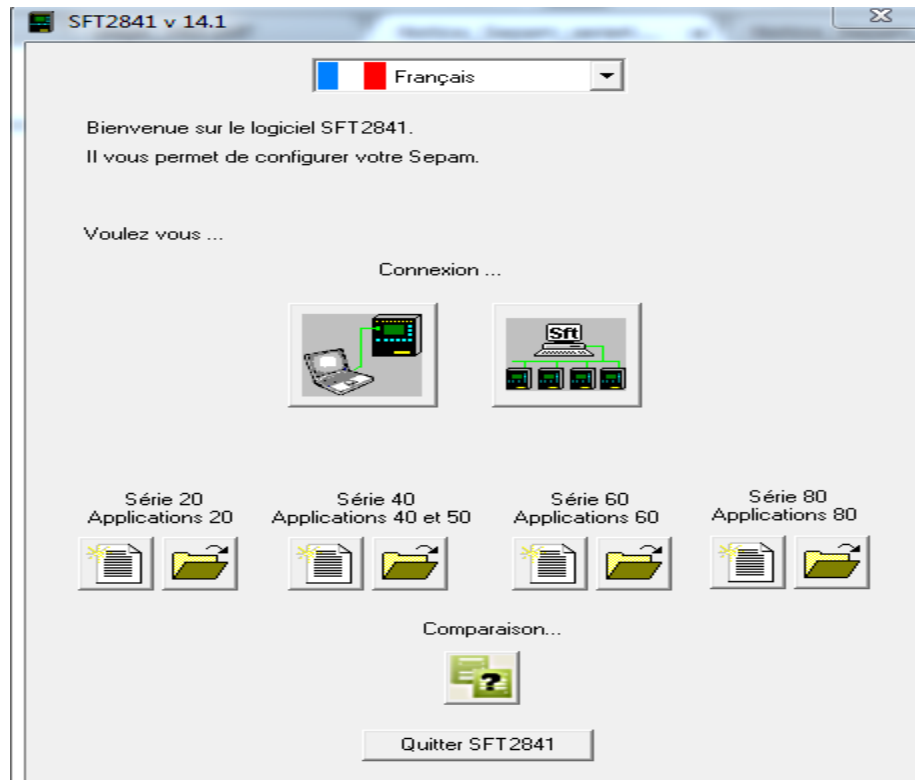 SFT2841 v 14.1
Français
Bienvenue sur le logiciel SFT2841.
Il vous permet de configurer votre Sepam.
Voulez vous ...
Connexion ...
Sft
Série 20
Applications 20
Série 40
Applications 40 et 50
Série 60
Applications 60
Série 80
Applications 80
Comparaison...
?
Quitter SFT2841